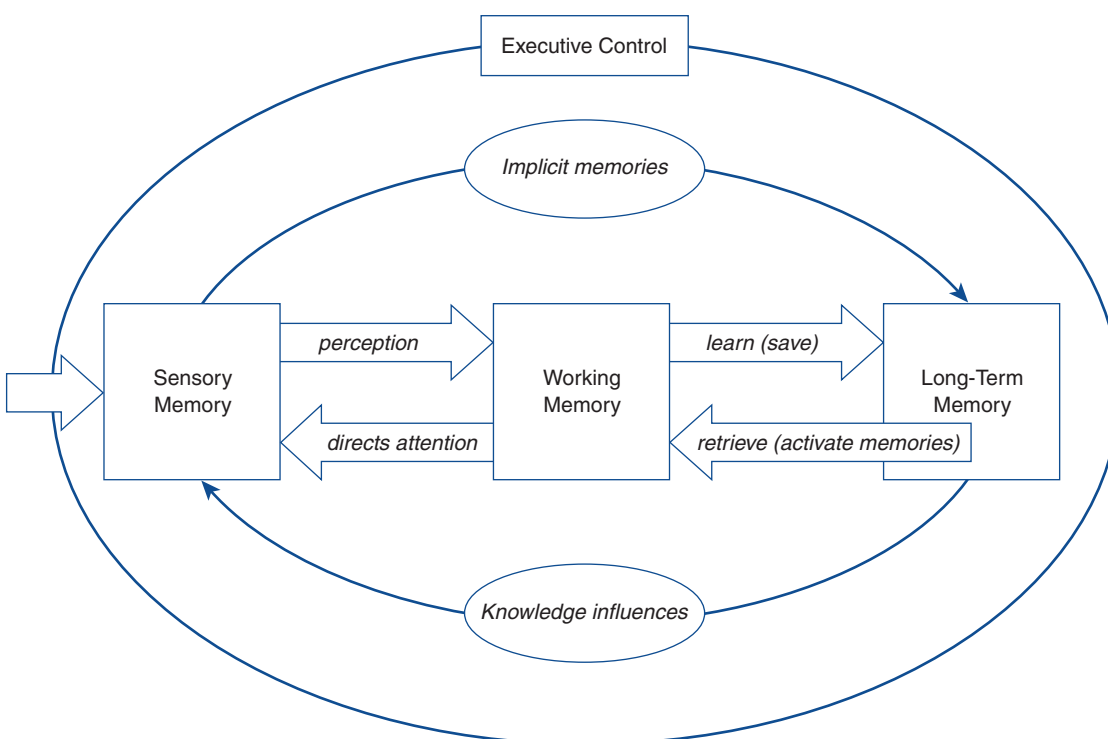 Executive Control
Implicit memories
perception
learn (save)
Sensory
Memory
Working
Memory
Long-Term
Memory
directs attention
retrieve (activate memories)
Knowledge influences